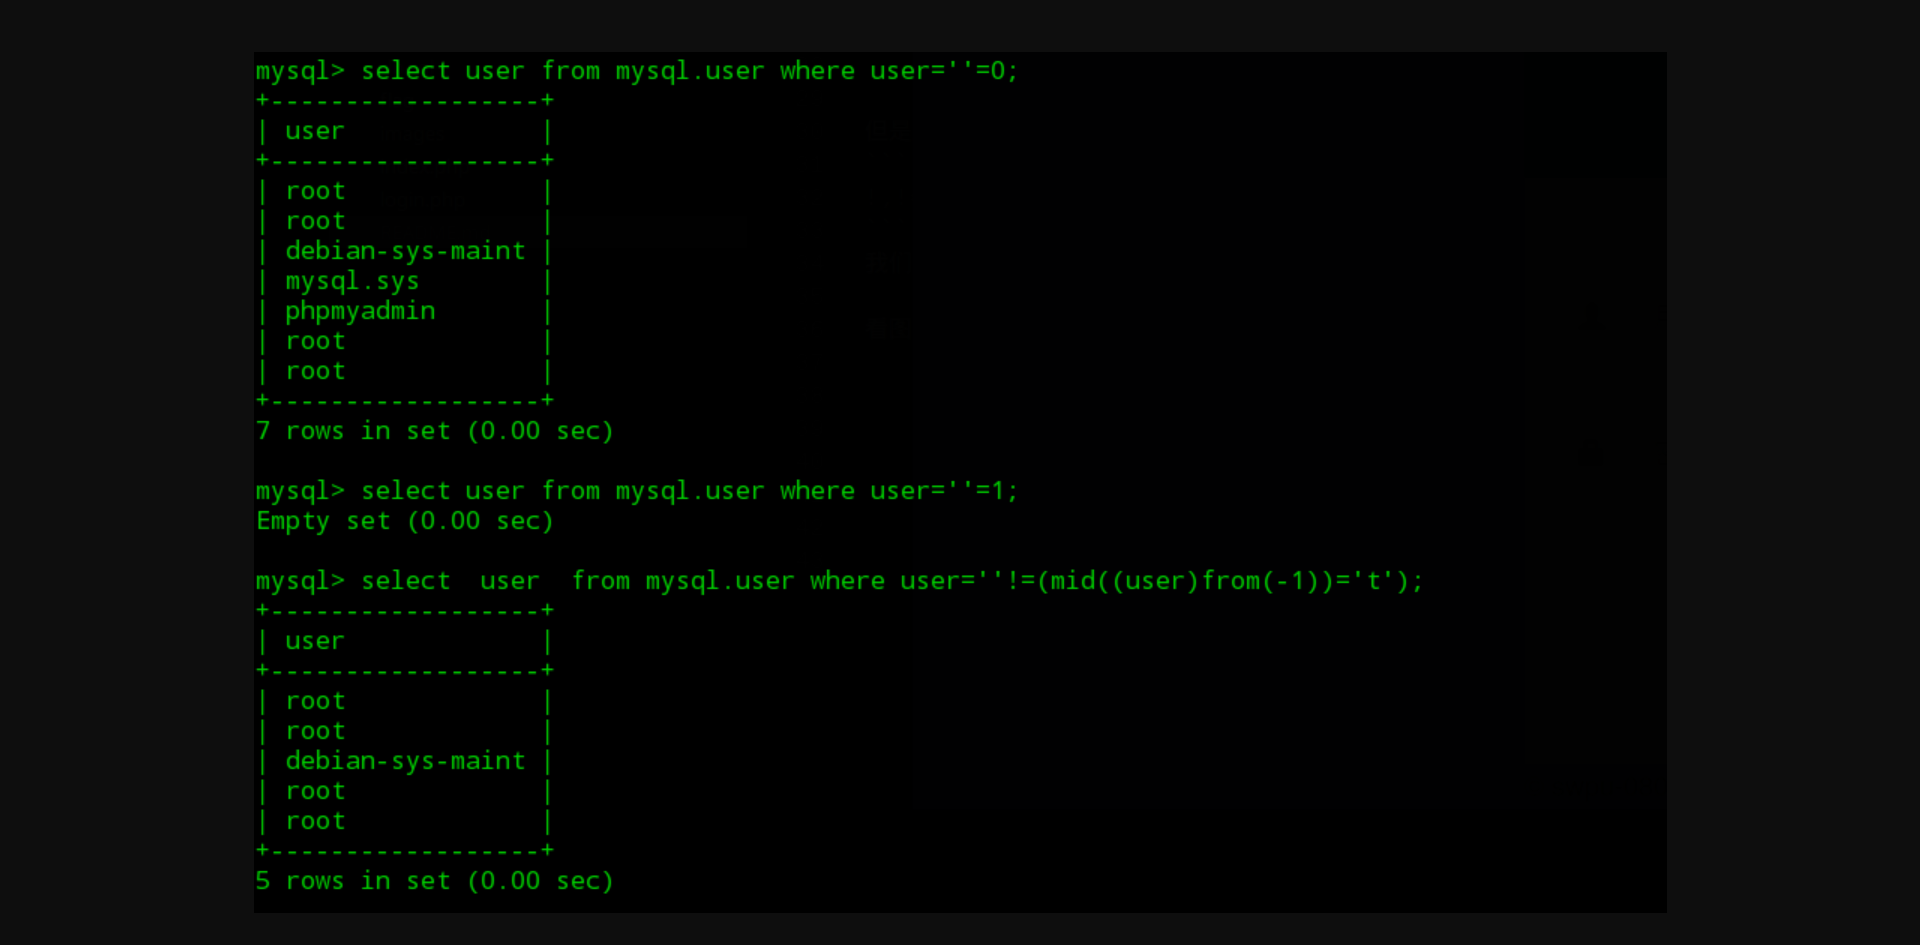 mysql> select user from mysql.user where user=''=0;
+------------------+
| user             |
+------------------+
| root             |
| root             |
| debian-sys-maint |
| mysql.sys        |
| phpmyadmin       |
| root             |
| root             |
+------------------+
7 rows in set (0.00 sec)
mysql> select user from mysql.user where user=''=1;
Empty set (0.00 sec)
mysql> select  user  from mysql.user where user=''!=(mid((user)from(-1))='t');
+------------------+
| user             |
+------------------+
| root             |
| root             |
| debian-sys-maint |
| root             |
| root             |
+------------------+
5 rows in set (0.00 sec)